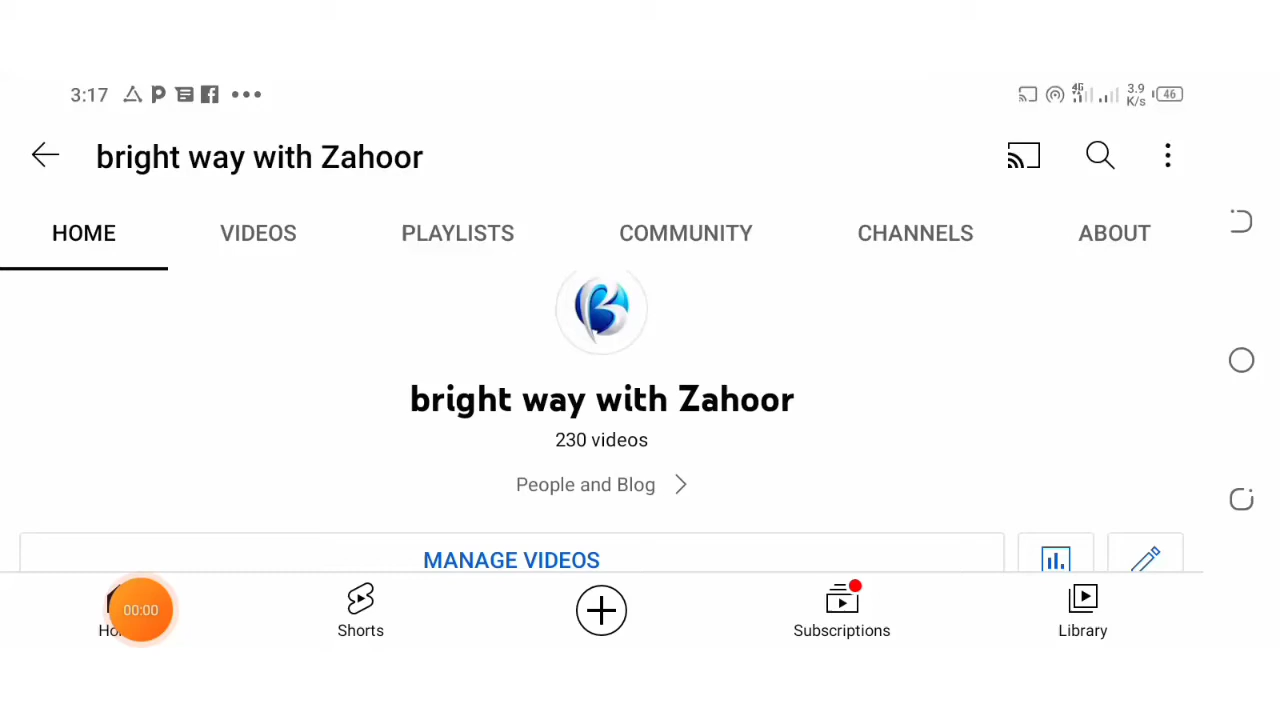 3:17 4G 3.9 K/s 46
bright way with Zahoor
HOME VIDEOS PLAYLISTS COMMUNITY CHANNELS ABOUT
bright way with Zahoor
230 videos
People and Blog
MANAGE VIDEOS
00:00
Shorts Subscriptions Library